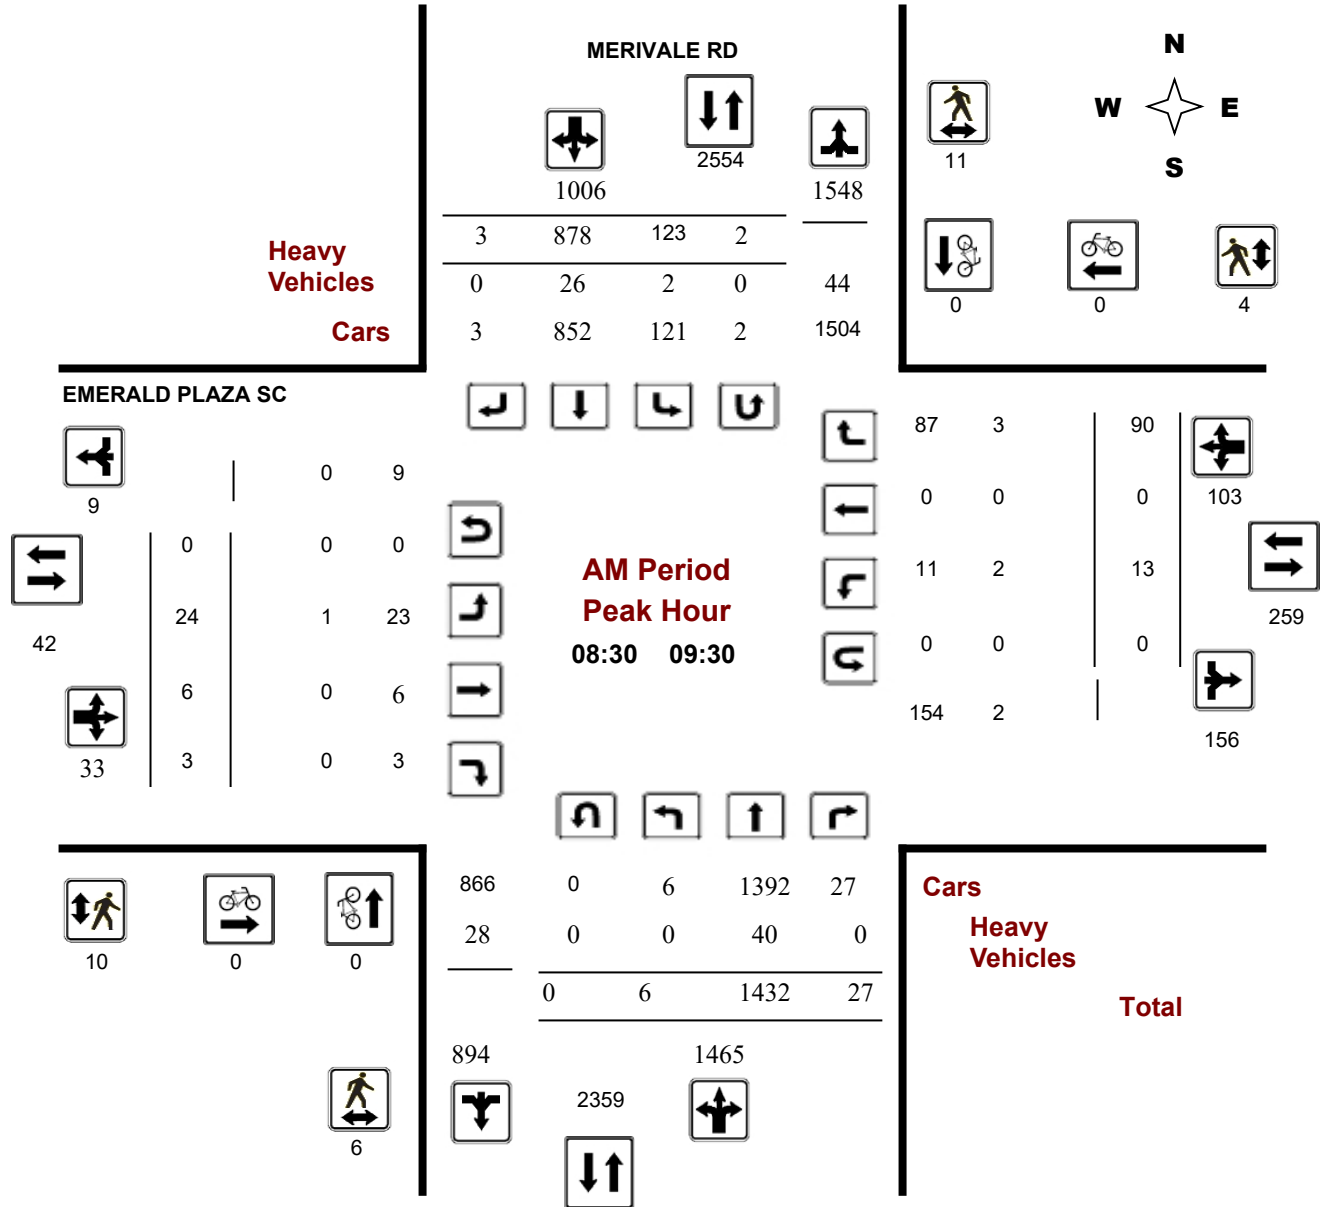 MERIVALE RD
N
W E
S
2554
11
1006 1548
3 878 123 2
Heavy
Vehicles
0 26 2 0 44
0 0 4
Cars
3 852 121 2 1504
EMERALD PLAZA SC
87 3 90
0 9
9
0 0 0 103
0 0 0
AM Period
11 2 13
Peak Hour
24 1 23
259
42
08:30 09:30
0 0 0
6 0 6
154 2
156
33 3 0 3
866 0 6 1392 27
Cars
28 0 0 40 0
Heavy
Vehicles
10 0 0
0 6 1432 27
Total
894 1465
2359
6